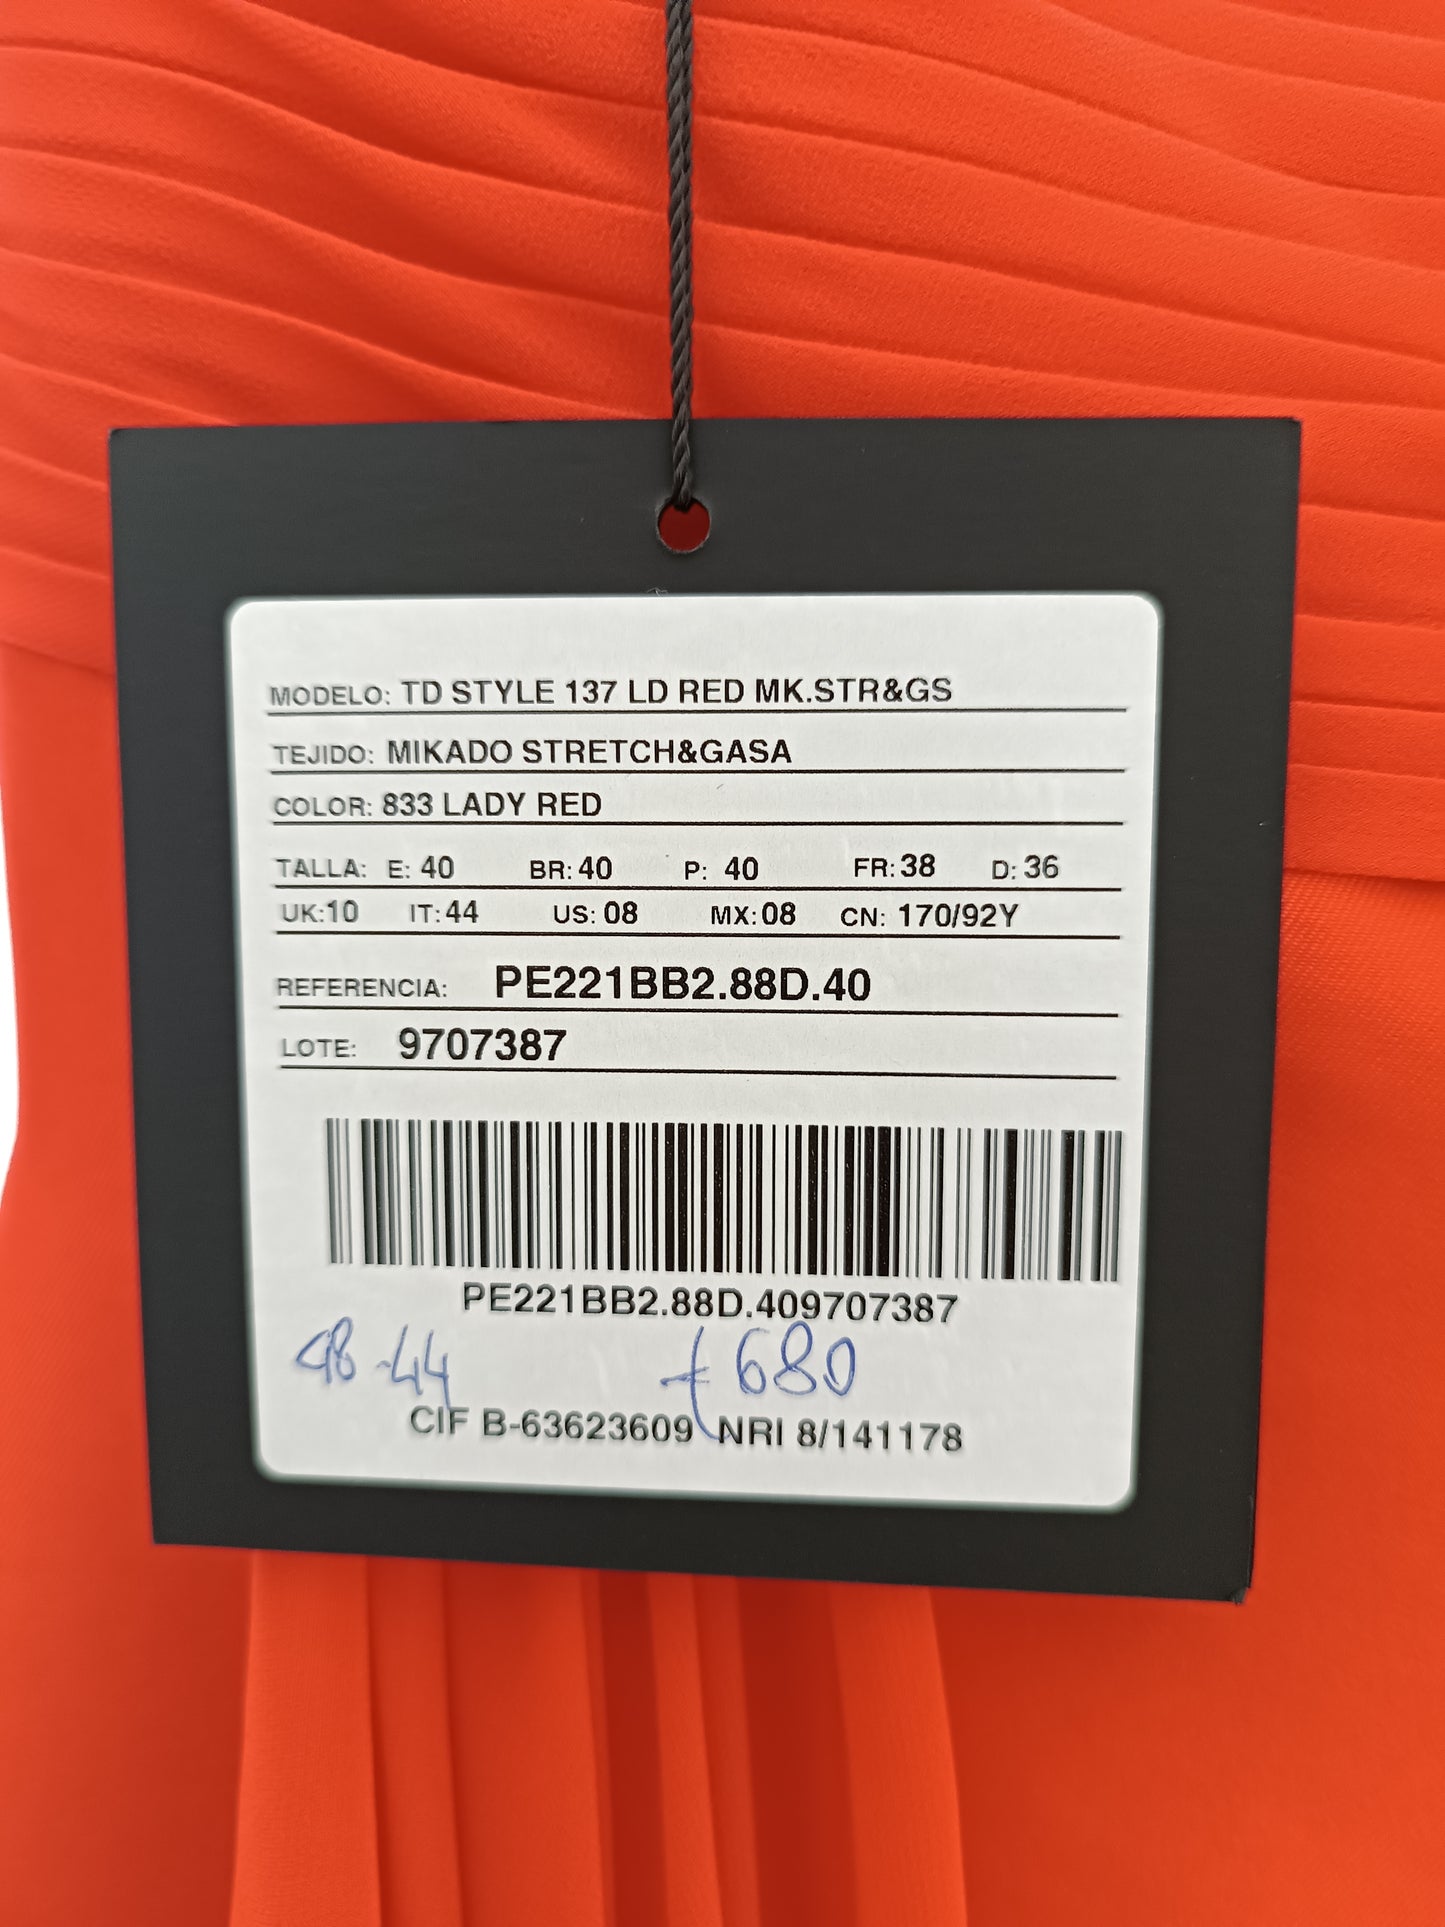 MODELO: TD STYLE 137 LD RED MK.STR&GS
TEJIDO: MIKADO STRETCH&GASA
COLOR: 833 LADY RED
TALLA: E: 40 BR: 40 P: 40 FR: 38 D: 36
UK:10 IT: 44 US: 08 MX: 08 CN: 170/92Y
REFERENCIA: PE221BB2.88D.40
LOTE: 9707387
PE221BB2.88D.409707387
-44 680
CIF B-63623609 NRI 8/141178